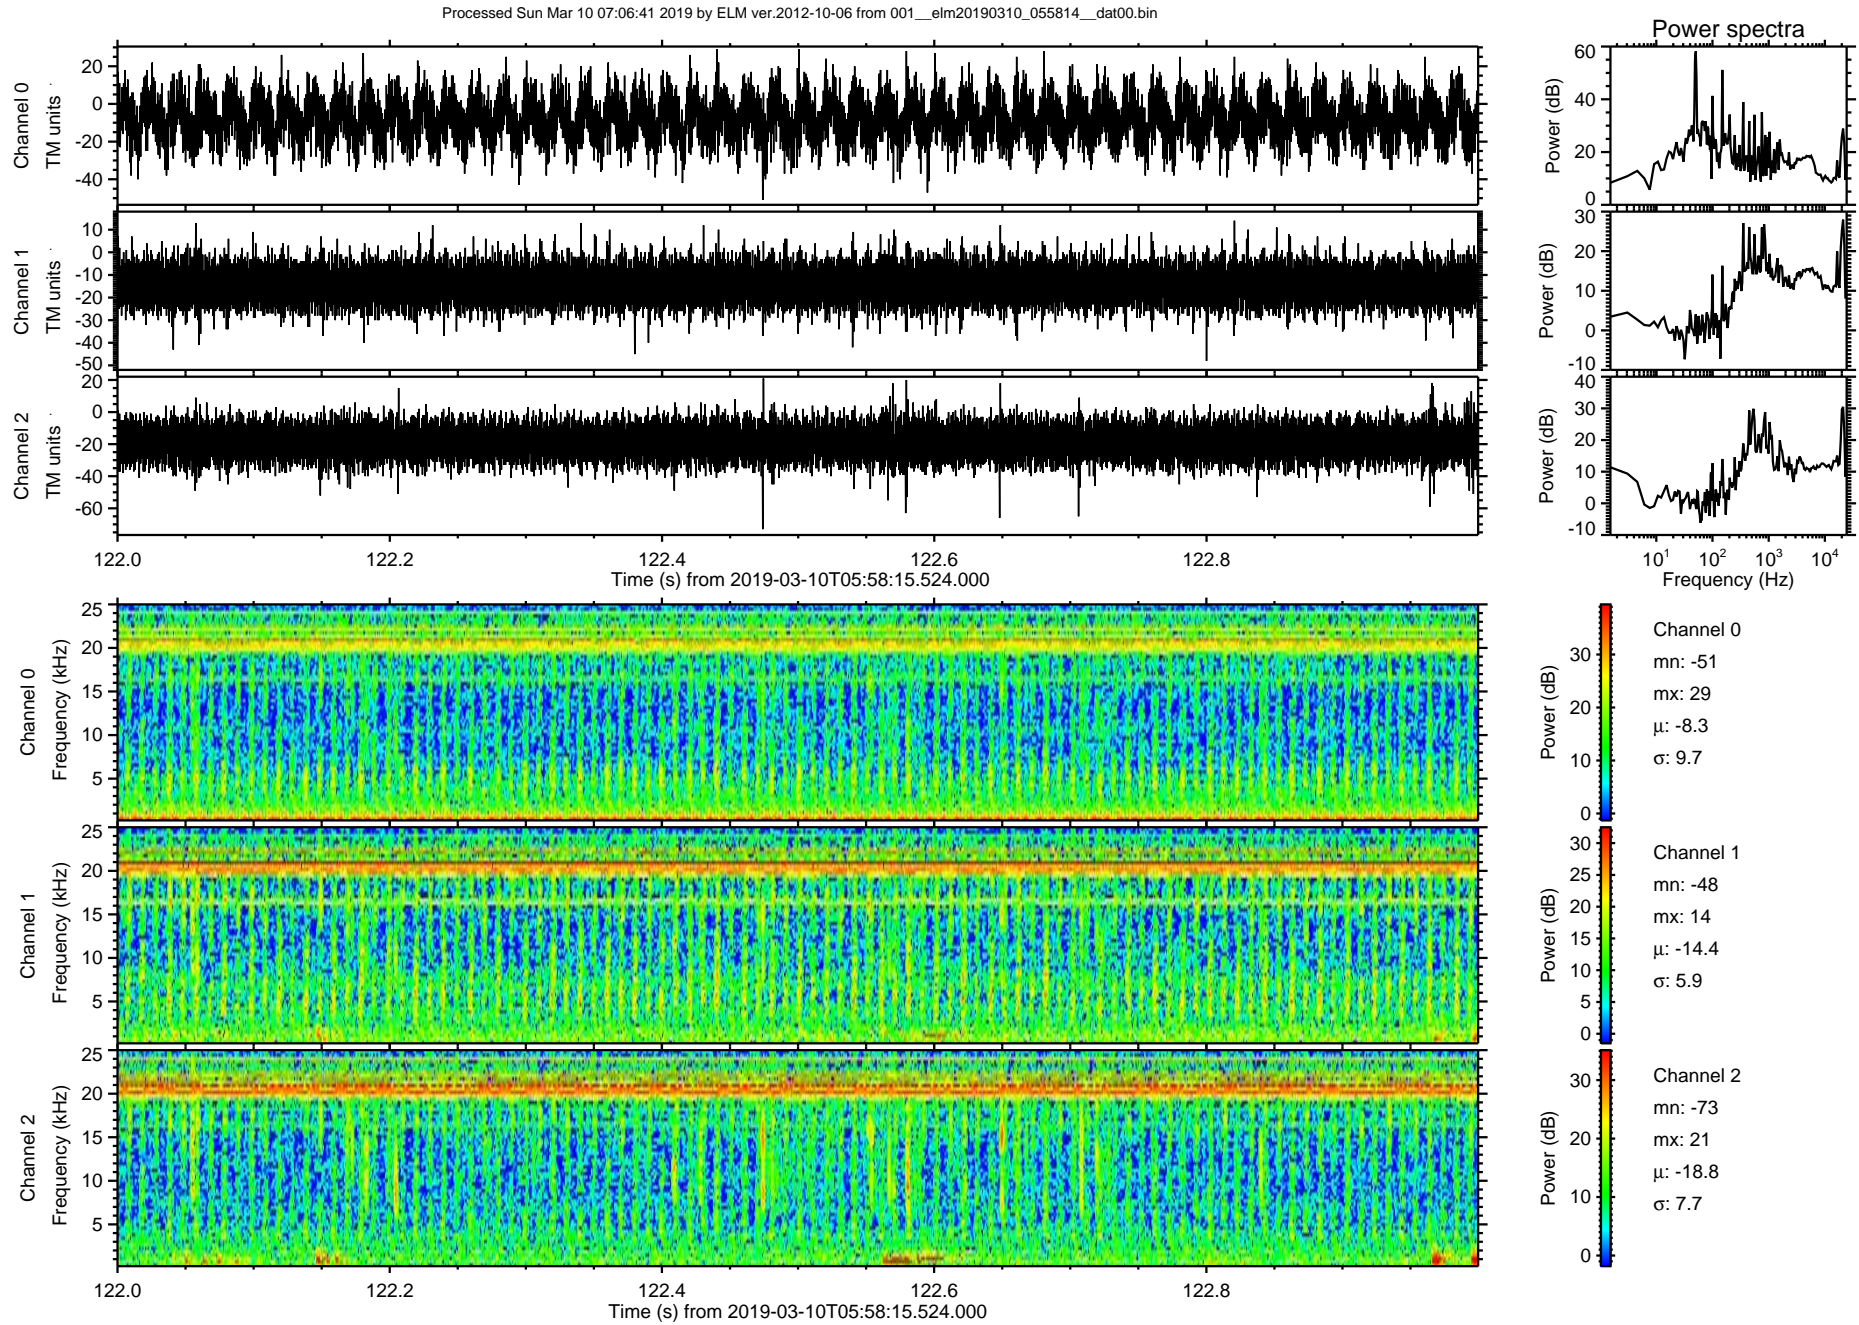 Processed Sun Mar 10 07:06:41 2019 by ELM ver.2012-10-06 from 001__elm20190310_055814__dat00.bin
Power spectra
Channel 0
TM units
20
0
-20
-40
Power (dB)
60
40
20
0
Channel 1
TM units
10
0
-10
-20
-30
-40
-50
Power (dB)
30
20
10
0
-10
Channel 2
TM units
20
0
-20
-40
-60
Power (dB)
40
30
20
10
0
-10
122.0 122.2 122.4 122.6 122.8
Time (s) from 2019-03-10T05:58:15.524.000
10¹ 10² 10³ 10⁴
Frequency (Hz)
Channel 0
Frequency (kHz)
25
20
15
10
5
Power (dB)
30
20
10
0
Channel 0
mn: -51
mx: 29
μ: -8.3
σ: 9.7
Channel 1
Frequency (kHz)
25
20
15
10
5
Power (dB)
30
25
20
15
10
5
0
Channel 1
mn: -48
mx: 14
μ: -14.4
σ: 5.9
Channel 2
Frequency (kHz)
25
20
15
10
5
Power (dB)
30
20
10
0
Channel 2
mn: -73
mx: 21
μ: -18.8
σ: 7.7
122.0 122.2 122.4 122.6 122.8
Time (s) from 2019-03-10T05:58:15.524.000